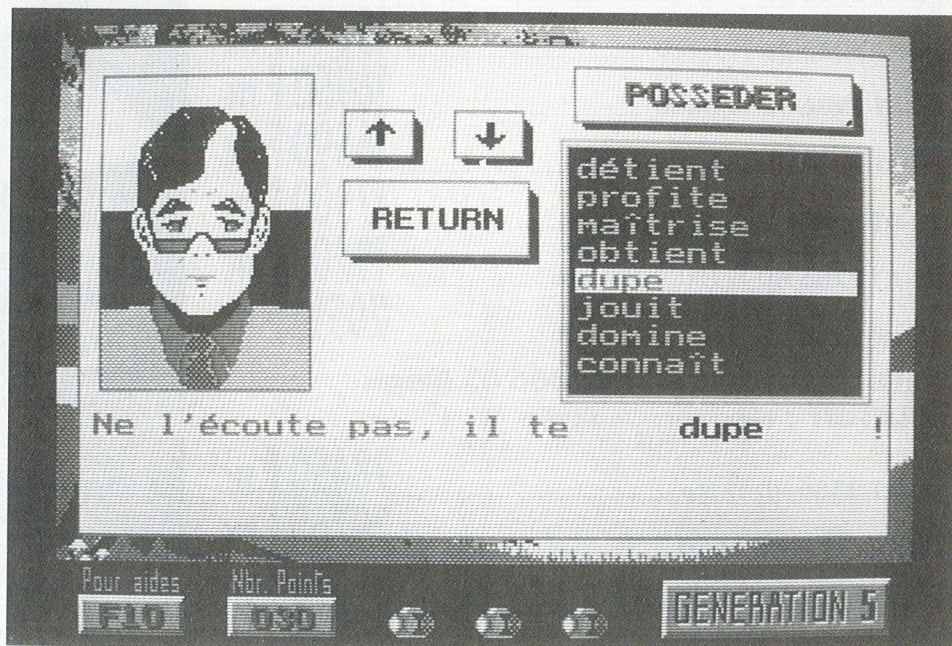 POSSEDER
RETURN
détient
profite
maîtrise
obtient
dupe
jouit
domine
connaît
Ne l'écoute pas, il te dupe !
Pour aides
Nbr. Points
F10
030
GENERATION 5